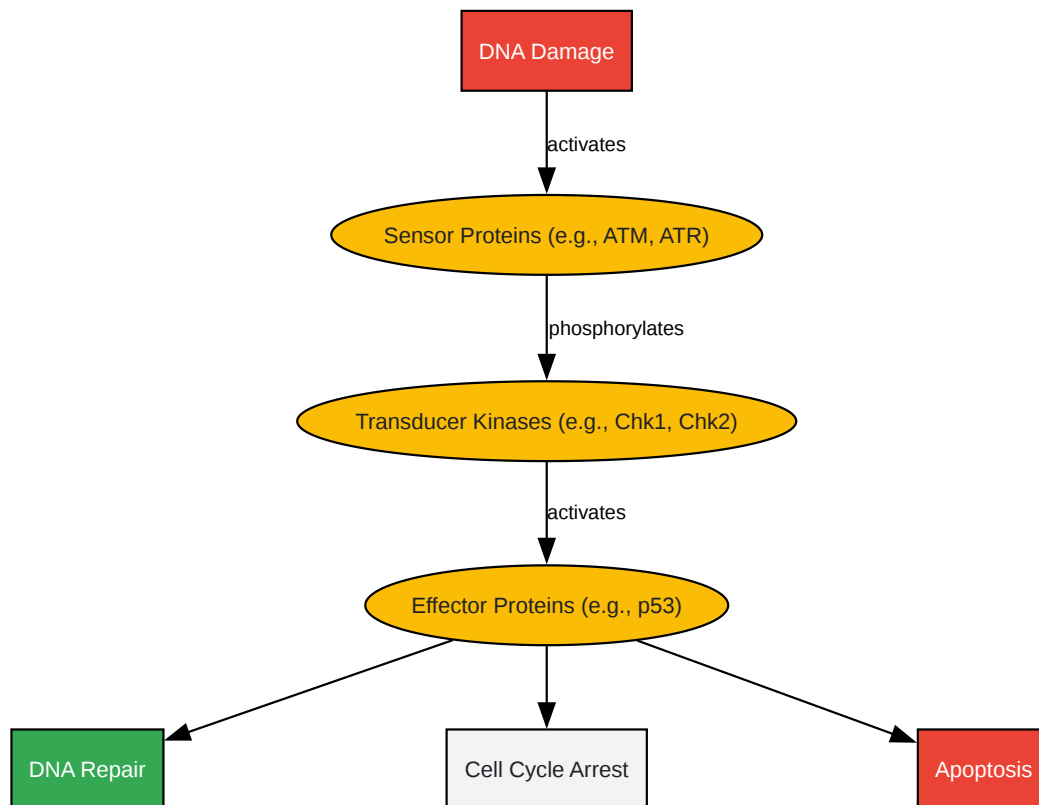 DNA Damage
activates
Sensor Proteins (e.g., ATM, ATR)
phosphorylates
Transducer Kinases (e.g., Chk1, Chk2)
activates
Effector Proteins (e.g., p53)
DNA Repair
Cell Cycle Arrest
Apoptosis